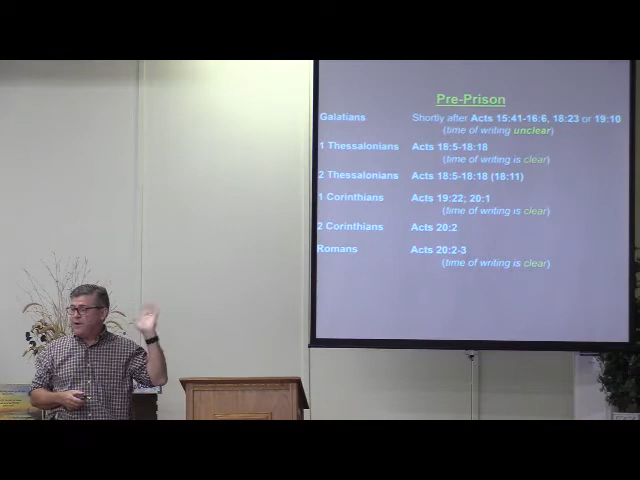 Pre-Prison
Galatians Shortly after Acts 15:41-16:6, 18:23 or 19:10
(time of writing unclear)
1 Thessalonians Acts 18:5-18:18
(time of writing is clear)
2 Thessalonians Acts 18:5-18:18 (18:11)
1 Corinthians Acts 19:22; 20:1
(time of writing is clear)
2 Corinthians Acts 20:2
Romans Acts 20:2-3
(time of writing is clear)